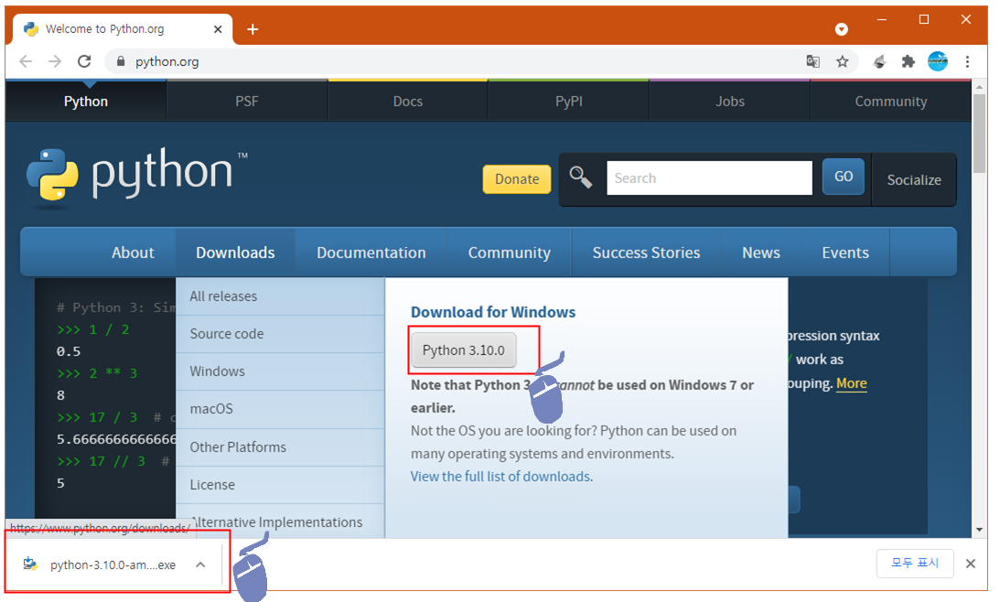 Welcome to Python.org
python.org
Python PSF Docs PyPI Jobs Community
python™
Donate Search GO Socialize
About Downloads Documentation Community Success Stories News Events
# Python 3: Sim
>>> 1 / 2
0.5
>>> 2 ** 3
8
>>> 17 / 3 # c
5.6666666666666
>>> 17 // 3 #
5
All releases
Source code
Windows
macOS
Other Platforms
License
Alternative Implementations
Download for Windows
Python 3.10.0
Note that Python 3 cannot be used on Windows 7 or
earlier.
Not the OS you are looking for? Python can be used on
many operating systems and environments.
View the full list of downloads.
pression syntax
/ work as
ouping. More
https://www.python.org/downloads/
python-3.10.0-am....exe
모두 표시